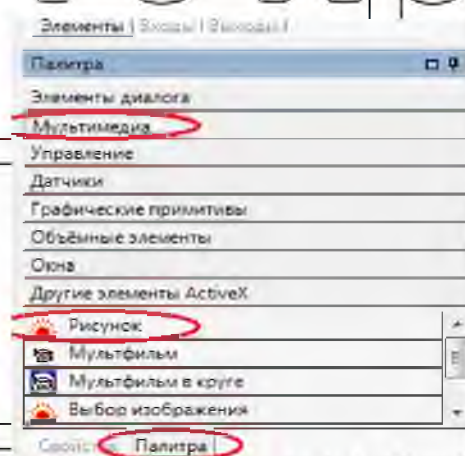 Элементы | Входы | Выходы |
Палитра
Элементы диалога
Мультимедиа
Управление
Датчики
Графические примитивы
Объёмные элементы
Окна
Другие элементы ActiveX
Рисунок
Мультфильм
Мультфильм в круге
Выбор изображения
Свойства Палитра